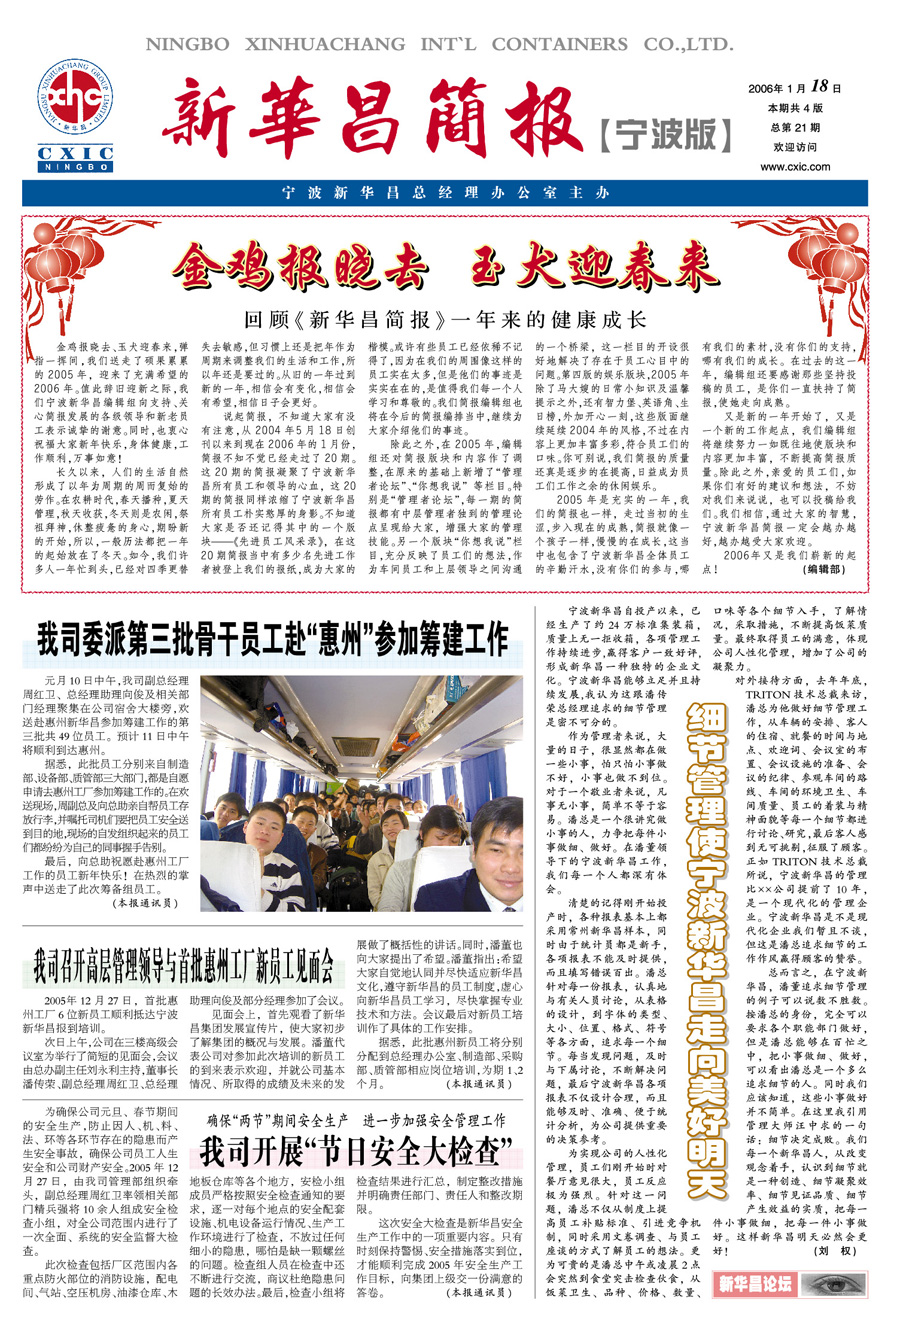 NINGBO XINHUACHANG INT`L CONTAINERS CO.,LTD.
CXIC
NINGBO
新華昌簡报【宁波版】
2006年1月18日
本期共4版
总第21期
欢迎访问
www.cxic.com
宁波新华昌总经理办公室主办
金鸡报晓去 玉犬迎春来
回顾《新华昌简报》一年来的健康成长
金鸡报晓去、玉犬迎春来,弹
指一挥间,我们送走了硕果累累
的2005年,迎来了充满希望的
2006年。值此辞旧迎新之际,我
们宁波新华昌编辑组向支持、关
心简报发展的各级领导和新老员
工表示诚挚的谢意。同时,也衷心
祝福大家新年快乐,身体健康,工
作顺利,万事如意!
长久以来,人们的生活自然
形成了以年为周期的周而复始的
劳作。在农耕时代,春天播种,夏天
管理,秋天收获,冬天则是农闲,祭
祖拜神,休整疲惫的身心,期盼新
的开始,所以,一般历法都把一年
的起始放在了冬天。如今,我们许
多人一年忙到头,已经对四季更替
失去敏感,但习惯上还是把年作为
周期来调整我们的生活和工作,所
以年还是要过的。从旧的一年过到
新的一年,相信会有变化,相信会
有希望,相信日子会更好。
说起简报,不知道大家有没
有注意,从2004年5月18日创
刊以来到现在2006年的1月份,
简报不知不觉已经走过了20期。
这20期的简报凝聚了宁波新华
昌所有员工和领导的心血,这20
期的简报同样浓缩了宁波新华昌
所有员工朴实憨厚的身影。不知道
大家是否还记得其中的一个版
块——《先进员工风采录》,在这
20期简报当中有多少名先进工作
者被登上我们的报纸,成为大家的
楷模。或许有些员工已经依稀不记
得了,因为在我们的周围像这样的
员工实在太多,但是他们的事迹是
实实在在的,是值得我们每一个人
学习和尊敬的。我们简报编辑组也
将在今后的简报编排当中,继续为
大家介绍他们的事迹。
除此之外,在2005年,编辑
组还对简报版块和内容作了调
整,在原来的基础上新增了“管理
者论坛”、“你想我说” 等栏目。特
别是“管理者论坛”,每一期的简
报都有中层管理者独到的管理论
点呈现给大家,增强大家的管理
技能。另一个版块“你想我说”栏
目,充分反映了员工们的想法,作
为车间员工和上层领导之间沟通
的一个桥梁,这一栏目的开设很
好地解决了存在于员工心目中的
问题。第四版的娱乐版块,2005年
除了马大嫂的日常小知识及温馨
提示之外,还有智力堡、英语角、生
日榜,外加开心一刻,这些版面继
续延续2004年的风格,不过在内
容上更加丰富多彩,符合员工们的
口味。你可别说,我们简报的质量
还真是逐步的在提高,日益成为员
工们工作之余的休闲娱乐。
2005年是充实的一年,我
们的简报也一样,走过当初的生
涩,步入现在的成熟,简报就像一
个孩子一样,慢慢的在成长,这当
中也包含了宁波新华昌全体员工
的辛勤汗水,没有你们的参与,哪
有我们的素材,没有你们的支持,
哪有我们的成长。在过去的这一
年,编辑组还要感谢那些坚持投
稿的员工,是你们一直扶持了简
报,使她走向成熟。
又是新的一年开始了,又是
一个新的工作起点,我们编辑组
将继续努力一如既往地使版块和
内容更加丰富,不断提高简报质
量。除此之外,亲爱的员工们,如
果你们有好的建议和想法,不妨
对我们来说说,也可以投稿给我
们。我们相信,通过大家的智慧,
宁波新华昌简报一定会越办越
好,越办越受大家欢迎。
2006年又是我们崭新的起
点! (编辑部)
我司委派第三批骨干员工赴“惠州”参加筹建工作
元月10日中午,我司副总经理
周红卫、总经理助理向俊及相关部
门经理聚集在公司宿舍大楼旁,欢
送赴惠州新华昌参加筹建工作的第
三批共49位员工。预计11日中午
将顺利到达惠州。
据悉,此批员工分别来自制造
部、设备部、质管部三大部门,都是自愿
申请去惠州工厂参加筹建工作的。在欢
送现场,周副总及向总助亲自帮员工存
放行李,并嘱托司机们要把员工安全送
到目的地,现场的自发组织起来的员工
们都纷纷为自己的同事握手告别。
最后,向总助祝愿赴惠州工厂
工作的员工新年快乐!在热烈的掌
声中送走了此次筹备组员工。
(本报通讯员)
我司召开高层管理领导与首批惠州工厂新员工见面会
2005年12月27日,首批惠
州工厂6位新员工顺利抵达宁波
新华昌报到培训。
次日上午,公司在三楼高级会
议室为举行了简短的见面会,会议
由总办副主任刘永利主持,董事长
潘传荣、副总经理周红卫、总经理
助理向俊及部分经理参加了会议。
见面会上,首先观看了新华
昌集团发展宣传片,使大家初步
了解集团的概况与发展。潘董代
表公司对参加此次培训的新员工
的到来表示欢迎,并就公司基本
情况、所取得的成绩及未来的发
展做了概括性的讲话。同时,潘董也
向大家提出了希望。潘董指出:希望
大家自觉地认同并尽快适应新华昌
文化,遵守新华昌的员工制度,虚心
向新华昌员工学习,尽快掌握专业
技术和方法。会议最后对新员工培
训作了具体的工作安排。
据悉,此批惠州新员工将分别
分配到总经理办公室、制造部、采购
部、质管部相应岗位培训,为期1、2
个月。 (本报通讯员)
确保“两节”期间安全生产 进一步加强安全管理工作
我司开展“节日安全大检查”
为确保公司元旦、春节期间
的安全生产,防止因人、机、料、
法、环等各环节存在的隐患而产
生安全事故,确保公司员工人生
安全和公司财产安全。2005年12
月27日,由我司管理部组织牵
头,副总经理周红卫率领相关部
门精兵强将10余人组成安全检
查小组,对全公司范围内进行了
一次全面、系统的安全监督大检
查。
此次检查包括厂区范围内各
重点防火部位的消防设施,配电
间、气站、空压机房、油漆仓库、木
地板仓库等各个地方,安检小组
成员严格按照安全检查通知的要
求,逐一对每个地点的安全配套
设施、机电设备运行情况、生产工
作环境进行了检查,不放过任何
细小的隐患,哪怕是缺一颗螺丝
的问题。检查组人员在检查中还
不断进行交流,商议杜绝隐患问
题的长效办法。最后,检查小组将
检查结果进行汇总,制定整改措施
并明确责任部门、责任人和整改期
限。
这次安全大检查是新华昌安全
生产工作中的一项重要内容。只有
时刻保持警惕、安全措施落实到位,
才能顺利完成2005年安全生产工
作目标,向集团上级交一份满意的
答卷。 (本报通讯员)
细节管理使宁波新华昌走向美好明天
宁波新华昌自投产以来,已
经生产了约24万标准集装箱,
质量上无一拒收箱,各项管理工
作持续进步,赢得客户一致好评,
形成新华昌一种独特的企业文
化。宁波新华昌能够立足并且持
续发展,我认为这跟潘传
荣总经理追求的细节管理
是密不可分的。
作为管理者来说,大
量的日子,很显然都在做
一些小事,怕只怕小事做
不好,小事也做不到位。
对于一个敬业者来说,凡
事无小事,简单不等于容
易。潘总是一个很讲究做
小事的人,力争把每件小
事做细、做好。在潘董领
导下的宁波新华昌工作,
我们每一个人都深有体
会。
清楚的记得刚开始投
产时,各种报表基本上都
采用常州新华昌样本,同
时由于统计员都是新手,
各项报表不能及时提供,
而且填写错误百出。潘总
针对每一份报表,认真地
与有关人员讨论,从表格
的设计,到字体的类型、
大小、位置、格式、符号
等各方面,追求每一个细
节。每当发现问题,及时
与下属讨论,不断解决问
题,最后宁波新华昌各项
报表不仅设计合理,而且
能够及时、准确、便于统
计分析,为公司提供重要
的决策参考。
为实现公司的人性化
管理,员工们刚开始时对
餐厅意见很大,员工反应
极为强烈。针对这一问
题,潘总不仅从制度上提
高员工补贴标准、引进竞争机
制,同时采用文卷调查、与员工
座谈的方式了解员工的想法。更
为可贵的是潘总中午或凌晨2点
会突然到食堂突击检查伙食,从
饭菜卫生、品种、价格、数量、
口味等各个细节入手,了解情
况,采取措施,不断提高饭菜质
量。最终取得员工的满意,体现
公司人性化管理,增加了公司的
凝聚力。
对外接待方面,去年年底,
TRITON技术总裁来访,
潘总为他做好细节管理工
作,从车辆的安排、客人
的住宿、就餐的时间与地
点、欢迎词、会议室的布
置、会议设施的准备、会
议的纪律、参观车间的路
线、车间的环境卫生、车
间质量、员工的着装与精
神面貌等每一个细节都进
行讨论、研究,最后客人感
到无可挑剔,征服了顾客。
正如TRITON技术总裁
所说,宁波新华昌的管理
比××公司提前了10年,
是一个现代化的管理企
业。宁波新华昌是不是现
代化企业我们暂且不谈,
但这是潘总追求细节的工
作作风赢得顾客的赞誉。
总而言之,在宁波新
华昌,潘董追求细节管理
的例子可以说数不胜数。
按潘总的身份,完全可以
要求各个职能部门做好,
但是潘总能够在百忙之
中,把小事做细、做好,
可以看由潘总是一个多么
追求细节的人。同时我们
应该知道,这些小事做好
并不简单。在这里我引用
管理大师汪中求的一句
话:细节决定成败。我们
每一个新华昌人,从改变
观念着手,认识到细节就
是一种创造、细节凝聚效
率、细节见证品质、细节
产生效益的实质,把每一
件小事做细,把每一件小事做
好。这样新华昌明天必然会更
好! (刘 权)
新华昌论坛